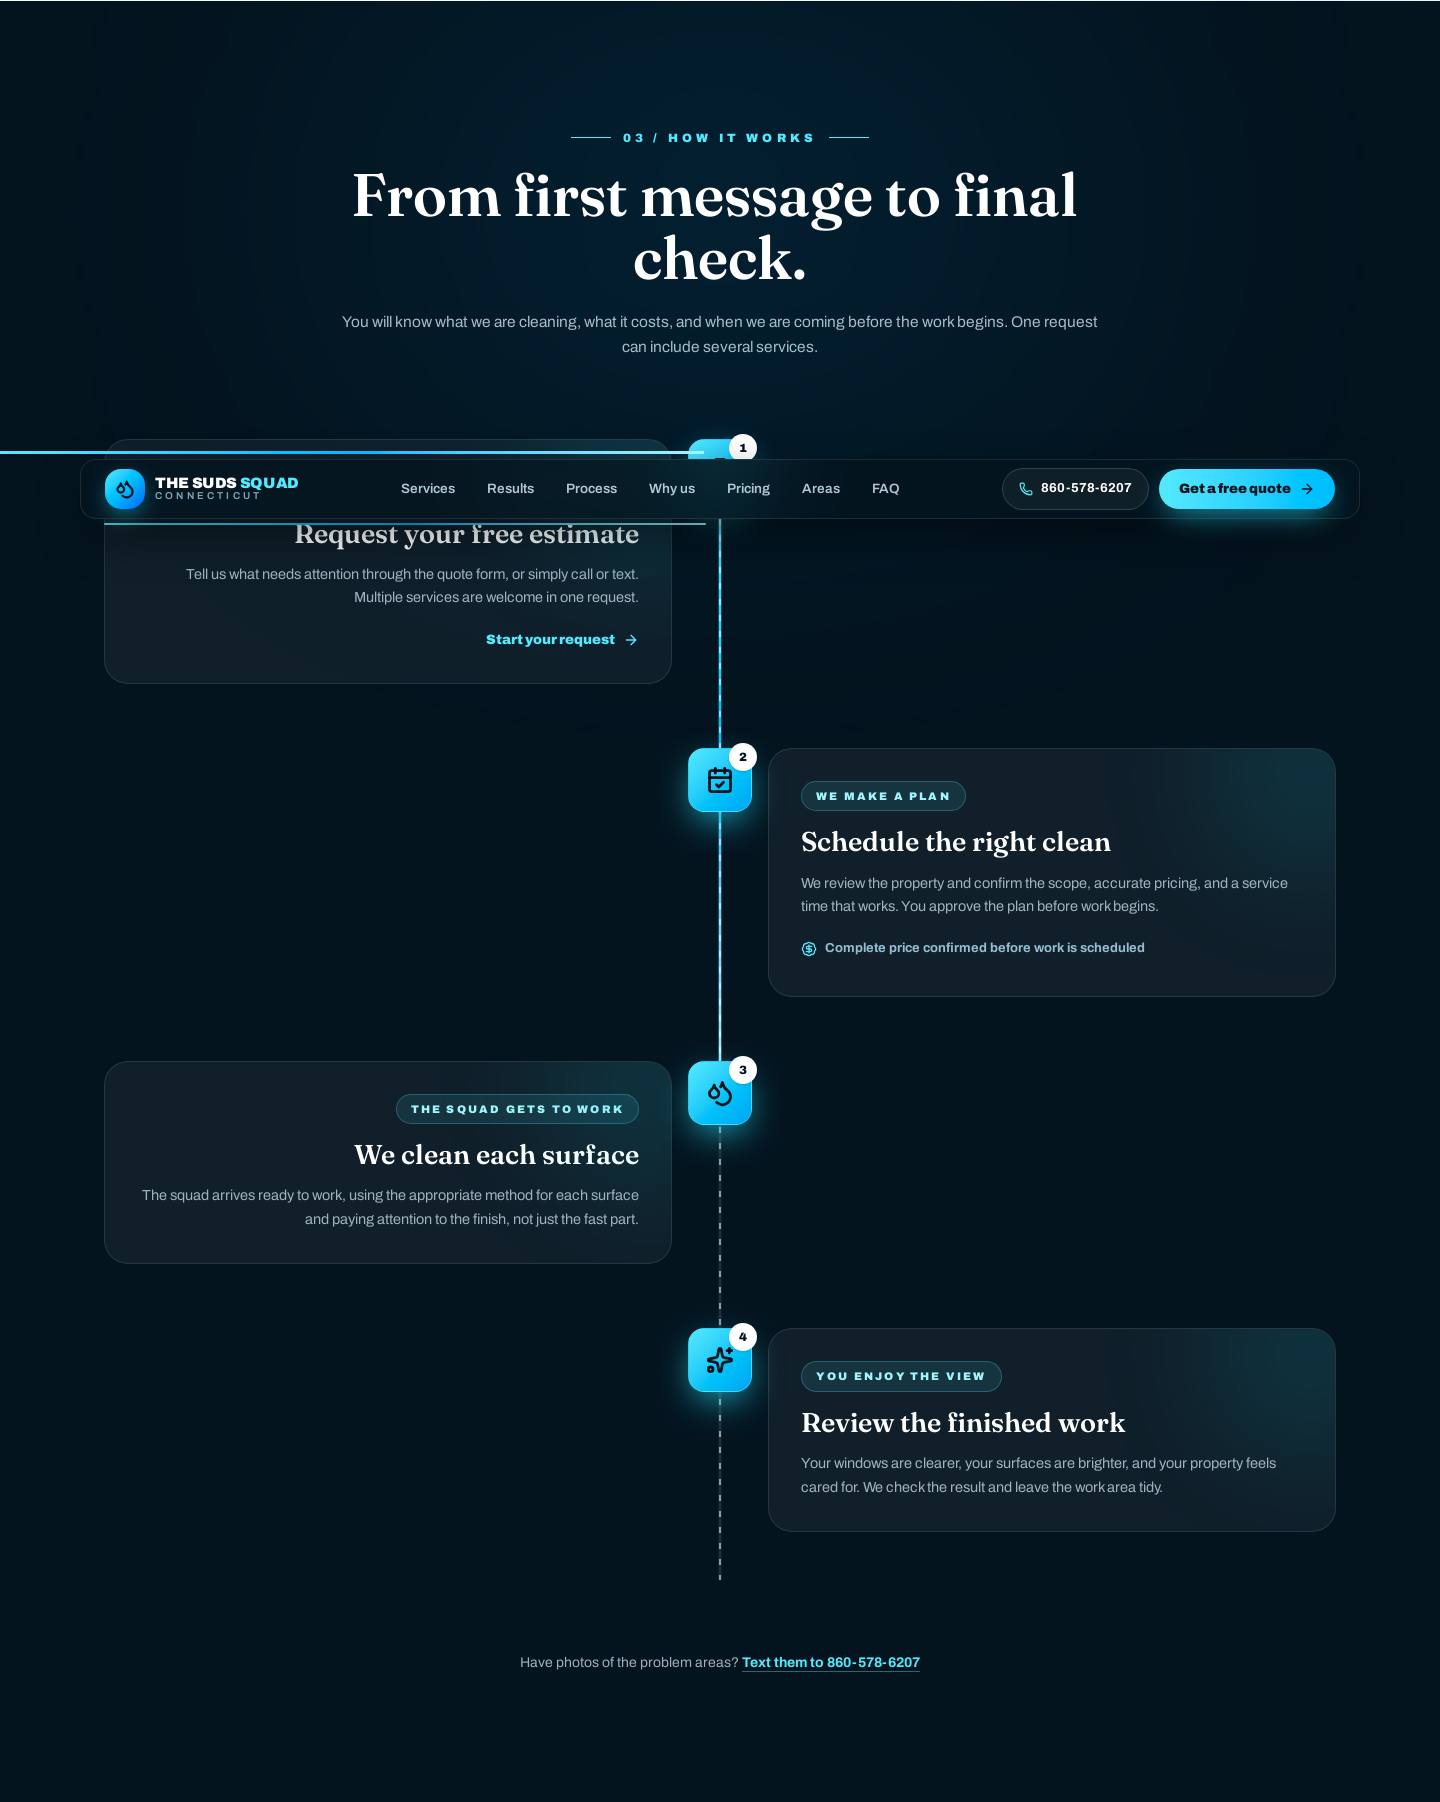 03 / HOW IT WORKS
From first message to final
check.
You will know what we are cleaning, what it costs, and when we are coming before the work begins. One request
can include several services.
1
THE SUDS SQUAD
CONNECTICUT
Services
Results
Process
Why us
Pricing
Areas
FAQ
860-578-6207
Get a free quote
Request your free estimate
Tell us what needs attention through the quote form, or simply call or text.
Multiple services are welcome in one request.
Start your request
2
WE MAKE A PLAN
Schedule the right clean
We review the property and confirm the scope, accurate pricing, and a service
time that works. You approve the plan before work begins.
Complete price confirmed before work is scheduled
3
THE SQUAD GETS TO WORK
We clean each surface
The squad arrives ready to work, using the appropriate method for each surface
and paying attention to the finish, not just the fast part.
4
YOU ENJOY THE VIEW
Review the finished work
Your windows are clearer, your surfaces are brighter, and your property feels
cared for. We check the result and leave the work area tidy.
Have photos of the problem areas? Text them to 860-578-6207